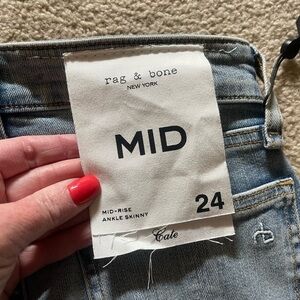 rag & bone
NEW YORK
MID
MID-RISE
ANKLE SKINNY
24
Cate